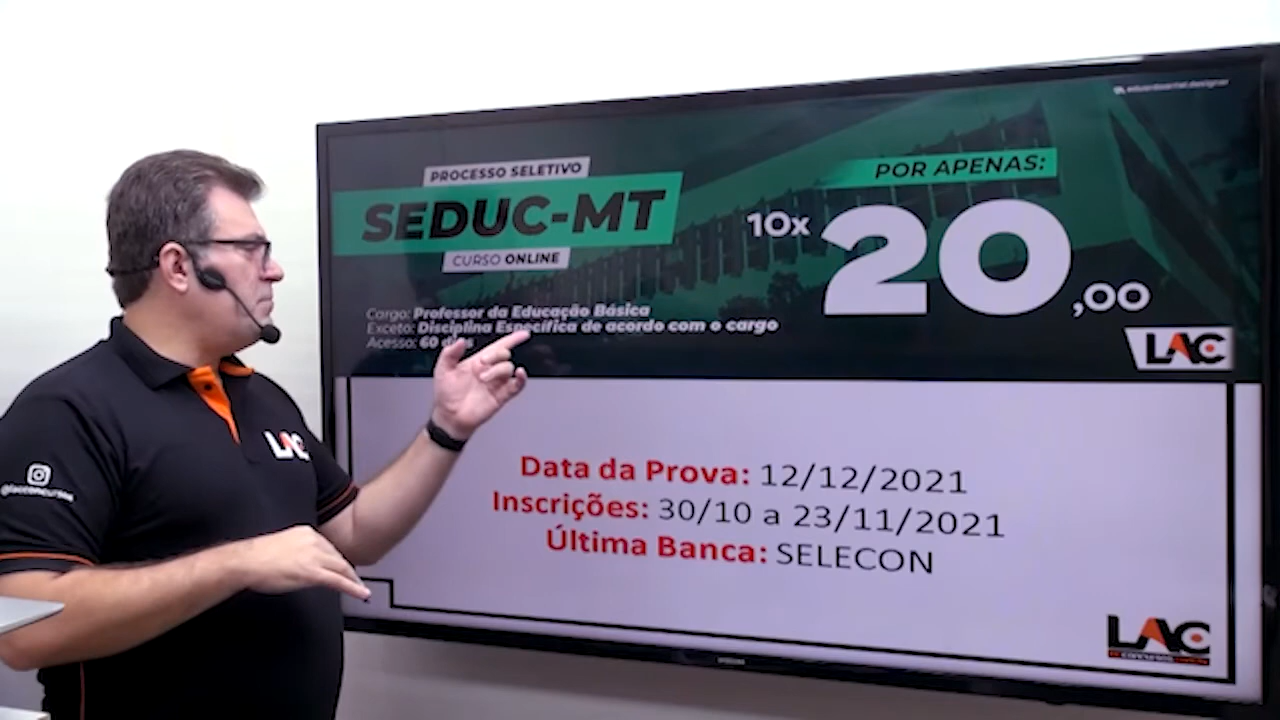 PROCESSO SELETIVO
SEDUC-MT
CURSO ONLINE
Cargo: Professor da Educação Básica
Exceto: Disciplina Específica de acordo com o cargo
Acesso: 60 dias
POR APENAS:
10x 20,00
LAC
Data da Prova: 12/12/2021
Inscrições: 30/10 a 23/11/2021
Última Banca: SELECON
LAC
CONCURSOS
LAC
@lacconcursos